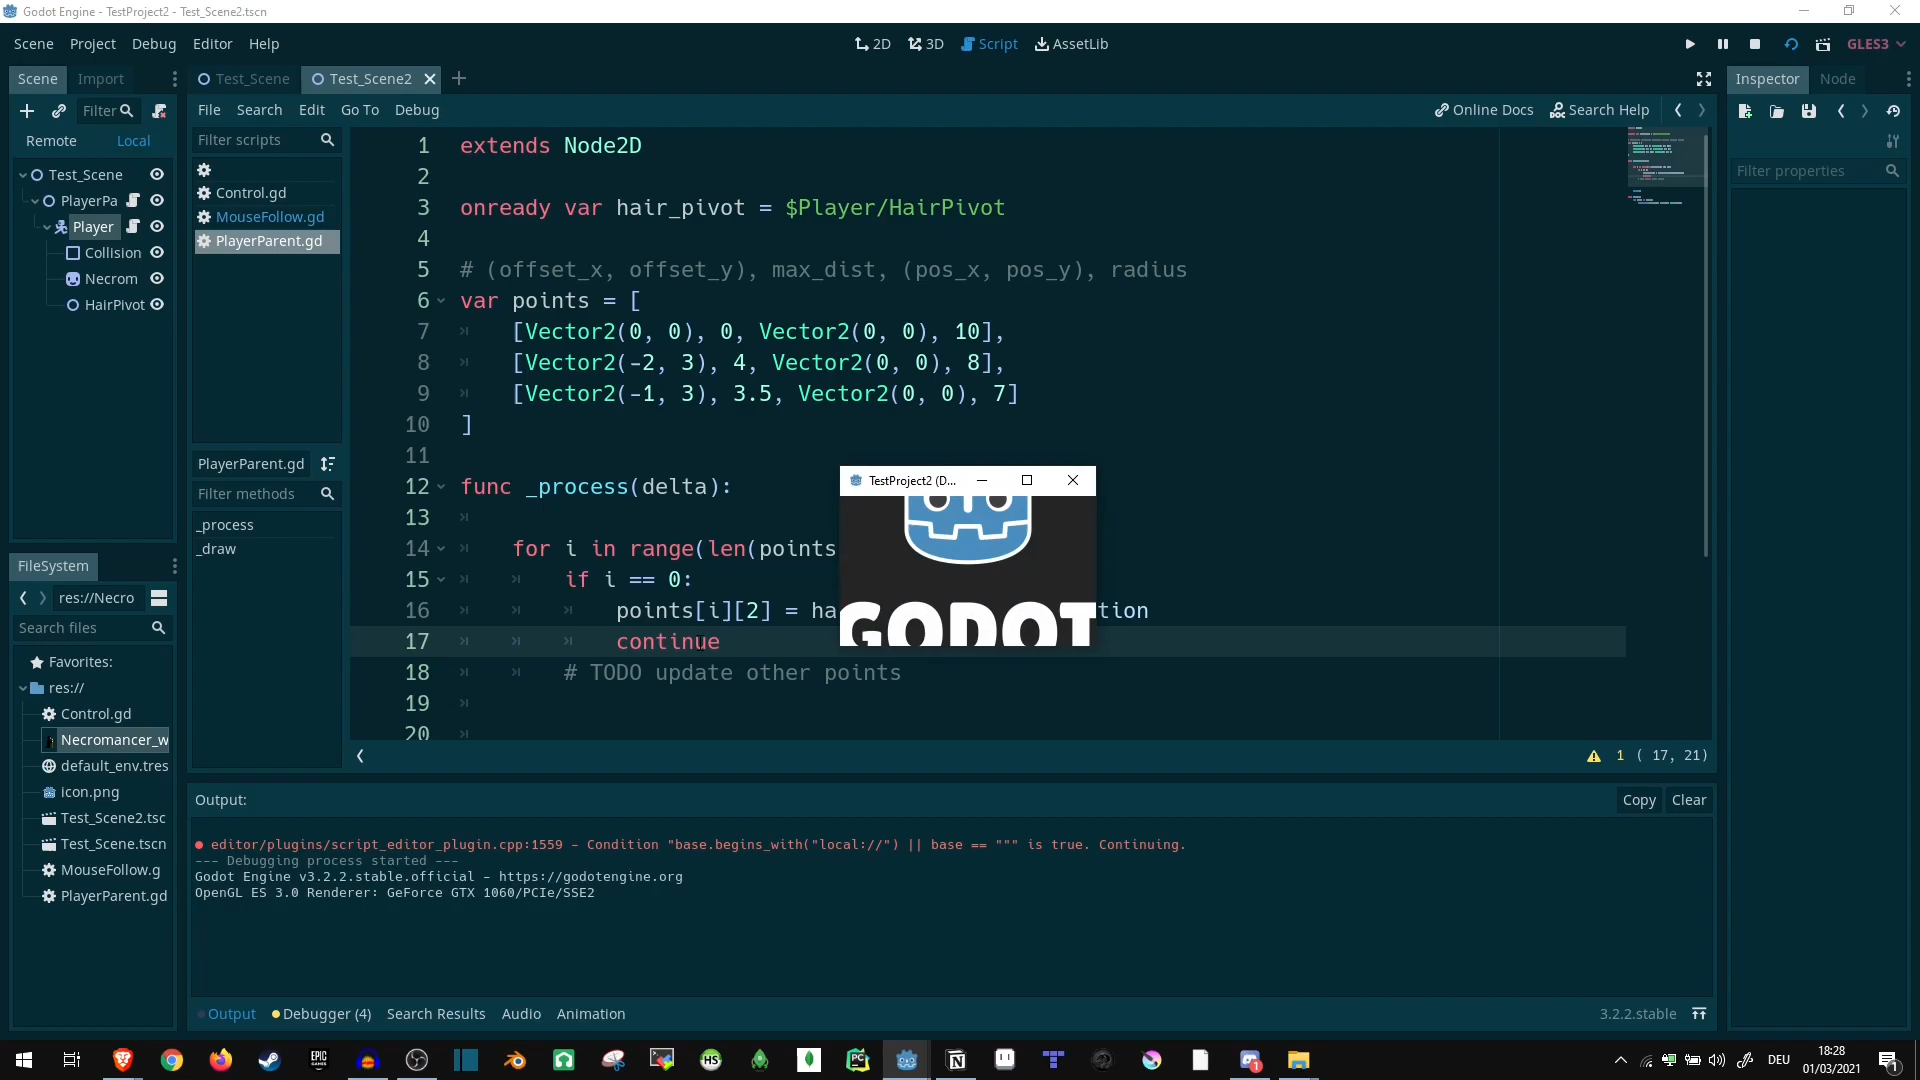 Godot Engine - TestProject2 - Test_Scene2.tscn
Scene Project Debug Editor Help
2D 3D Script AssetLib
GLES3
Scene Import
Test_Scene Test_Scene2
Inspector Node
Filter
File Search Edit Go To Debug
Online Docs Search Help
Remote Local
Filter scripts
Filter properties
Test_Scene
PlayerPa
Player
Collision
Necrom
HairPivot
Control.gd
MouseFollow.gd
PlayerParent.gd
PlayerParent.gd
Filter methods
_process
_draw
1 extends Node2D
2
3 onready var hair_pivot = $Player/HairPivot
4
5 # (offset_x, offset_y), max_dist, (pos_x, pos_y), radius
6 var points = [
7 [Vector2(0, 0), 0, Vector2(0, 0), 10],
8 [Vector2(-2, 3), 4, Vector2(0, 0), 8],
9 [Vector2(-1, 3), 3.5, Vector2(0, 0), 7]
10 ]
11
12 func _process(delta):
13
14 for i in range(len(points
15 if i == 0:
16 points[i][2] = ha tion
17 continue
18 # TODO update other points
19
20
TestProject2 (D...
GODOT
1 ( 17, 21)
FileSystem
res://Necro
Search files
Favorites:
res://
Control.gd
Necromancer_w
default_env.tres
icon.png
Test_Scene2.tsc
Test_Scene.tscn
MouseFollow.g
PlayerParent.gd
Output:
Copy Clear
editor/plugins/script_editor_plugin.cpp:1559 - Condition "base.begins_with("local://") || base == """ is true. Continuing.
--- Debugging process started ---
Godot Engine v3.2.2.stable.official - https://godotengine.org
OpenGL ES 3.0 Renderer: GeForce GTX 1060/PCIe/SSE2
Output Debugger (4) Search Results Audio Animation
3.2.2.stable
EPIC
GAMES
HS
PC
DEU
18:28
01/03/2021
1
1